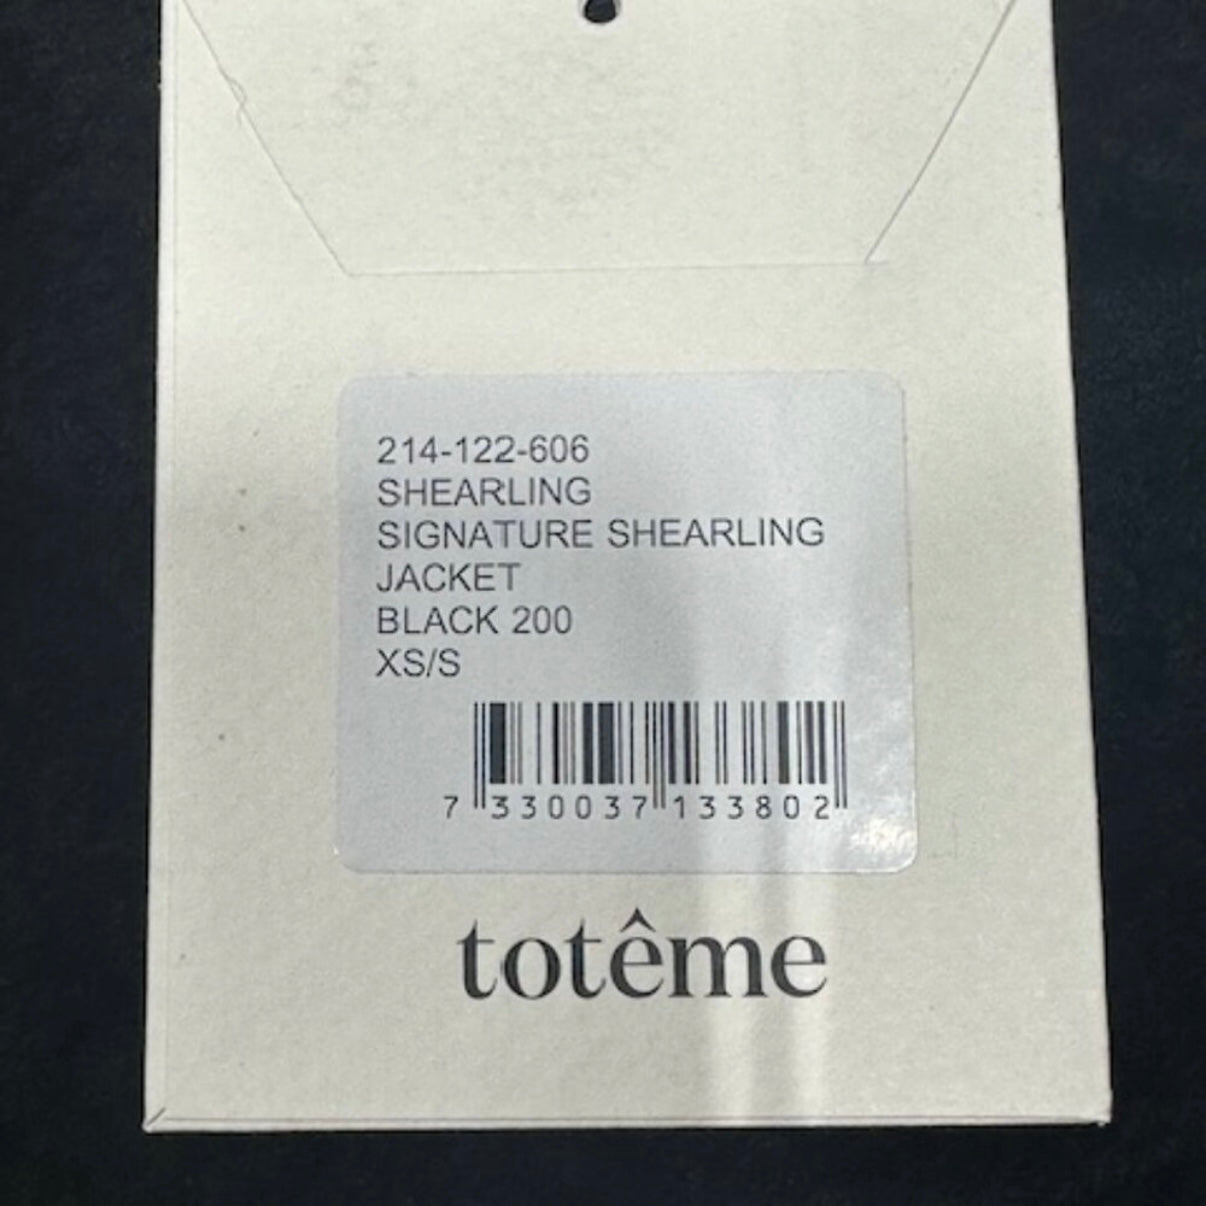 214-122-606
SHEARLING
SIGNATURE SHEARLING
JACKET
BLACK 200
XS/S
7 330037 133802
totême